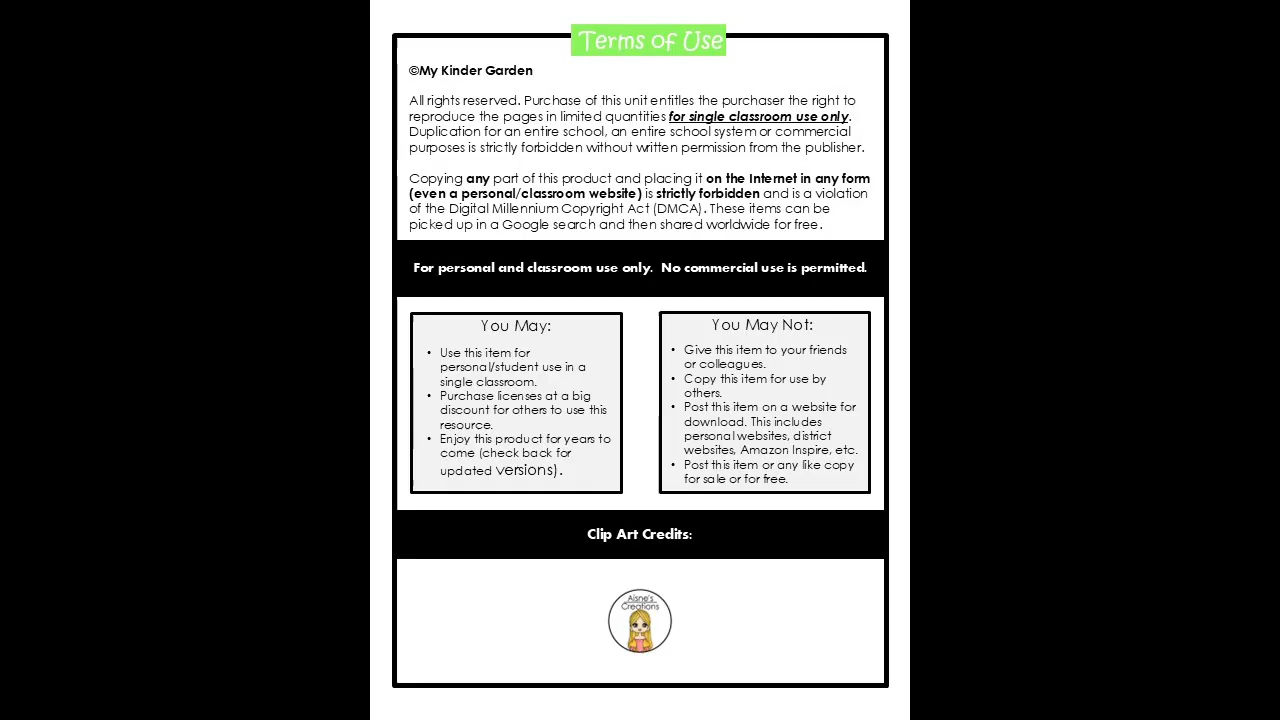 Terms of Use
©My Kinder Garden
All rights reserved. Purchase of this unit entitles the purchaser the right to
reproduce the pages in limited quantities for single classroom use only.
Duplication for an entire school, an entire school system or commercial
purposes is strictly forbidden without written permission from the publisher.
Copying any part of this product and placing it on the Internet in any form
(even a personal/classroom website) is strictly forbidden and is a violation
of the Digital Millennium Copyright Act (DMCA). These items can be
picked up in a Google search and then shared worldwide for free.
For personal and classroom use only. No commercial use is permitted.
You May:
• Use this item for
personal/student use in a
single classroom.
• Purchase licenses at a big
discount for others to use this
resource.
• Enjoy this product for years to
come (check back for
updated versions).
You May Not:
• Give this item to your friends
or colleagues.
• Copy this item for use by
others.
• Post this item on a website for
download. This includes
personal websites, district
websites, Amazon Inspire, etc.
• Post this item or any like copy
for sale or for free.
Clip Art Credits:
Aisne's
Creations